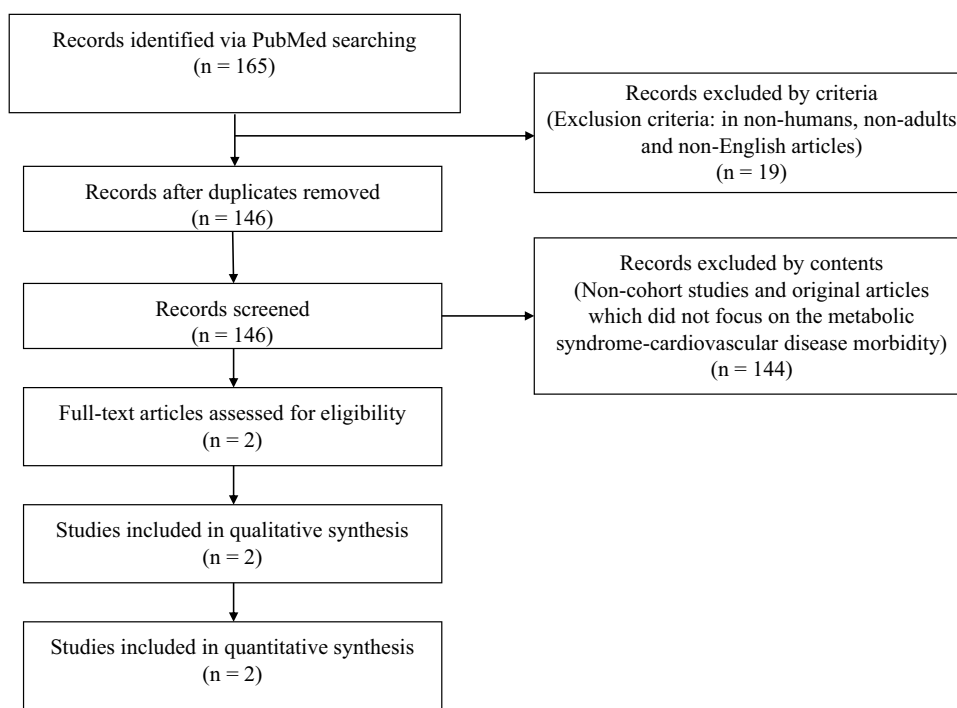 Records identified via PubMed searching
(n = 165)
Records excluded by criteria
(Exclusion criteria: in non-humans, non-adults
and non-English articles)
(n = 19)
Records after duplicates removed
(n = 146)
Records excluded by contents
(Non-cohort studies and original articles
which did not focus on the metabolic
syndrome-cardiovascular disease morbidity)
(n = 144)
Records screened
(n = 146)
Full-text articles assessed for eligibility
(n = 2)
Studies included in qualitative synthesis
(n = 2)
Studies included in quantitative synthesis
(n = 2)